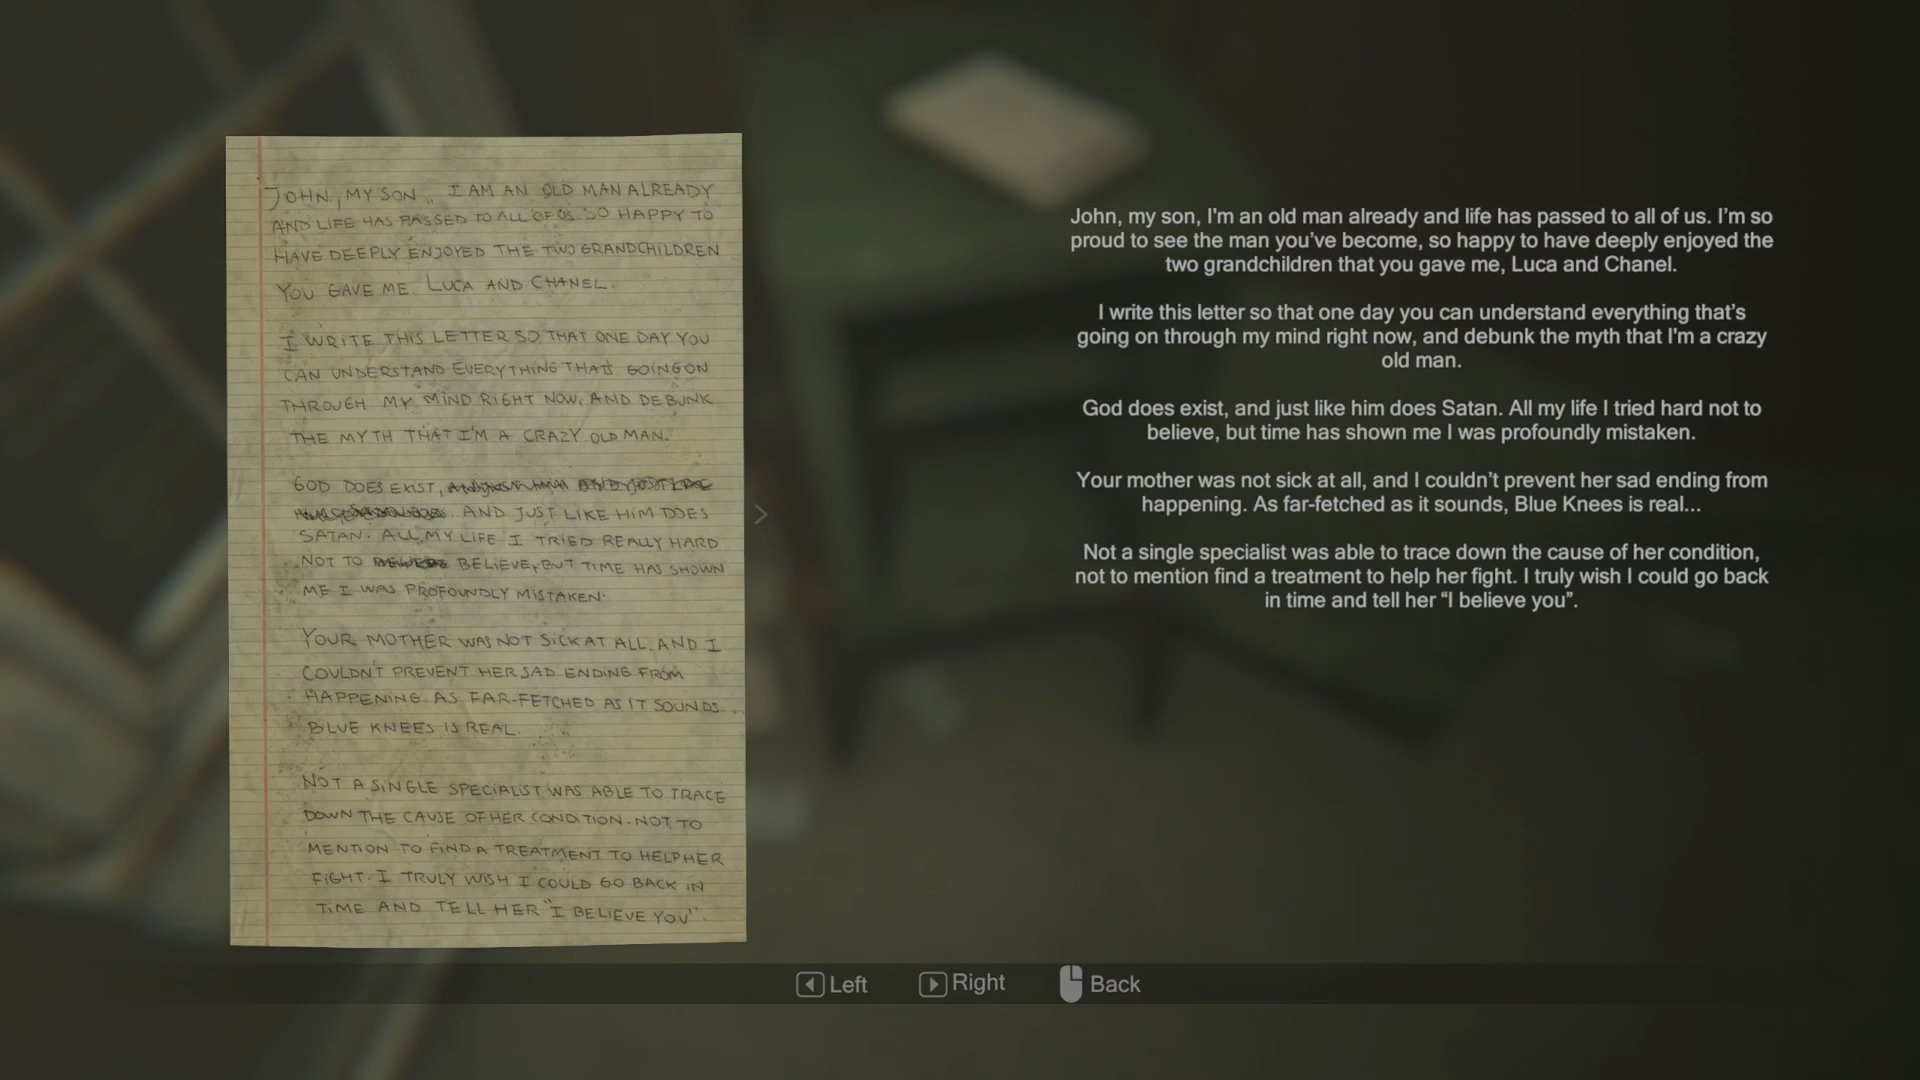 JOHN, MY SON.. I AM AN OLD MAN ALREADY
AND LIFE HAS PASSED TO ALL OF US. SO HAPPY TO
HAVE DEEPLY ENJOYED THE TWO GRANDCHILDREN
YOU GAVE ME. LUCA AND CHANEL.
I WRITE THIS LETTER SO THAT ONE DAY YOU
CAN UNDERSTAND EVERYTHING THATS GOING ON
THROUGH MY MIND RIGHT NOW, AND DEBUNK
THE MYTH THAT I'M A CRAZY OLD MAN.
GOD DOES EXIST,
. AND JUST LIKE HIM DOES
SATAN. ALL MY LIFE I TRIED REALLY HARD
NOT TO BELIEVE, BUT TIME HAS SHOWN
ME I WAS PROFOUNDLY MISTAKEN.
YOUR MOTHER WAS NOT SICK AT ALL. AND I
COULDN'T PREVENT HER SAD ENDING FROM
HAPPENING. AS FAR-FETCHED AS IT SOUNDS..
BLUE KNEES IS REAL.
NOT A SINGLE SPECIALIST WAS ABLE TO TRACE
DOWN THE CAUSE OF HER CONDITION. NOT TO
MENTION TO FIND A TREATMENT TO HELP HER
FIGHT. I TRULY WISH I COULD GO BACK IN
TIME AND TELL HER "I BELIEVE YOU".
John, my son, I'm an old man already and life has passed to all of us. I'm so
proud to see the man you've become, so happy to have deeply enjoyed the
two grandchildren that you gave me, Luca and Chanel.
I write this letter so that one day you can understand everything that's
going on through my mind right now, and debunk the myth that I'm a crazy
old man.
God does exist, and just like him does Satan. All my life I tried hard not to
believe, but time has shown me I was profoundly mistaken.
Your mother was not sick at all, and I couldn't prevent her sad ending from
happening. As far-fetched as it sounds, Blue Knees is real...
Not a single specialist was able to trace down the cause of her condition,
not to mention find a treatment to help her fight. I truly wish I could go back
in time and tell her “I believe you”.
Left Right Back